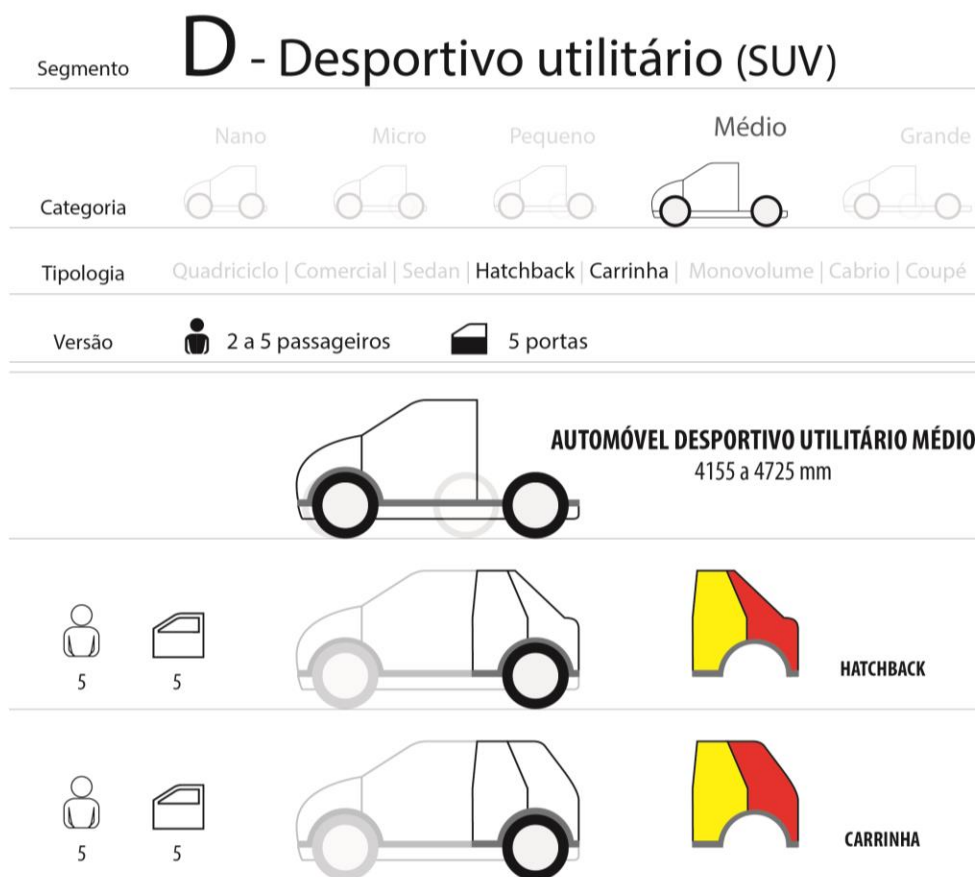 Segmento D - Desportivo utilitário (SUV)
Nano Micro Pequeno Médio Grande
Categoria
Tipologia Quadriciclo | Comercial | Sedan | Hatchback | Carrinha | Monovolume | Cabrio | Coupé
Versão 2 a 5 passageiros 5 portas
AUTOMÓVEL DESPORTIVO UTILITÁRIO MÉDIO
4155 a 4725 mm
5 5 HATCHBACK
5 5 CARRINHA